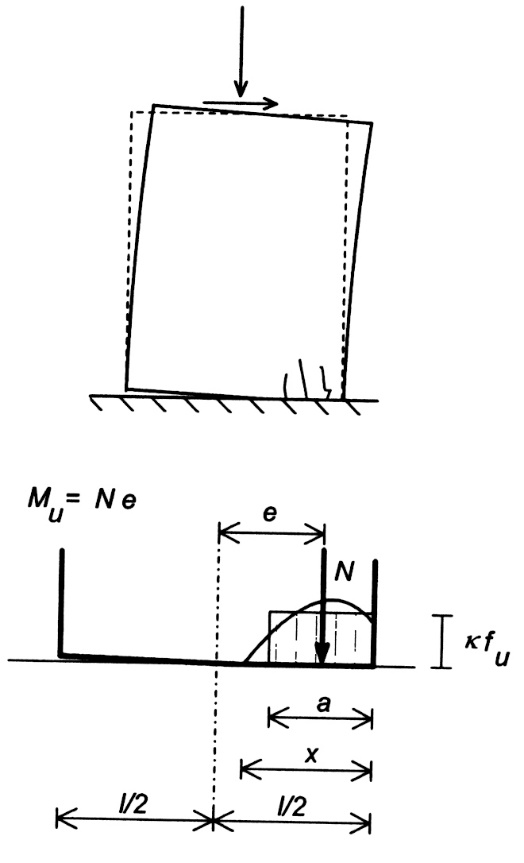 M_u = N e
e
N
κf_u
a
x
l/2
l/2